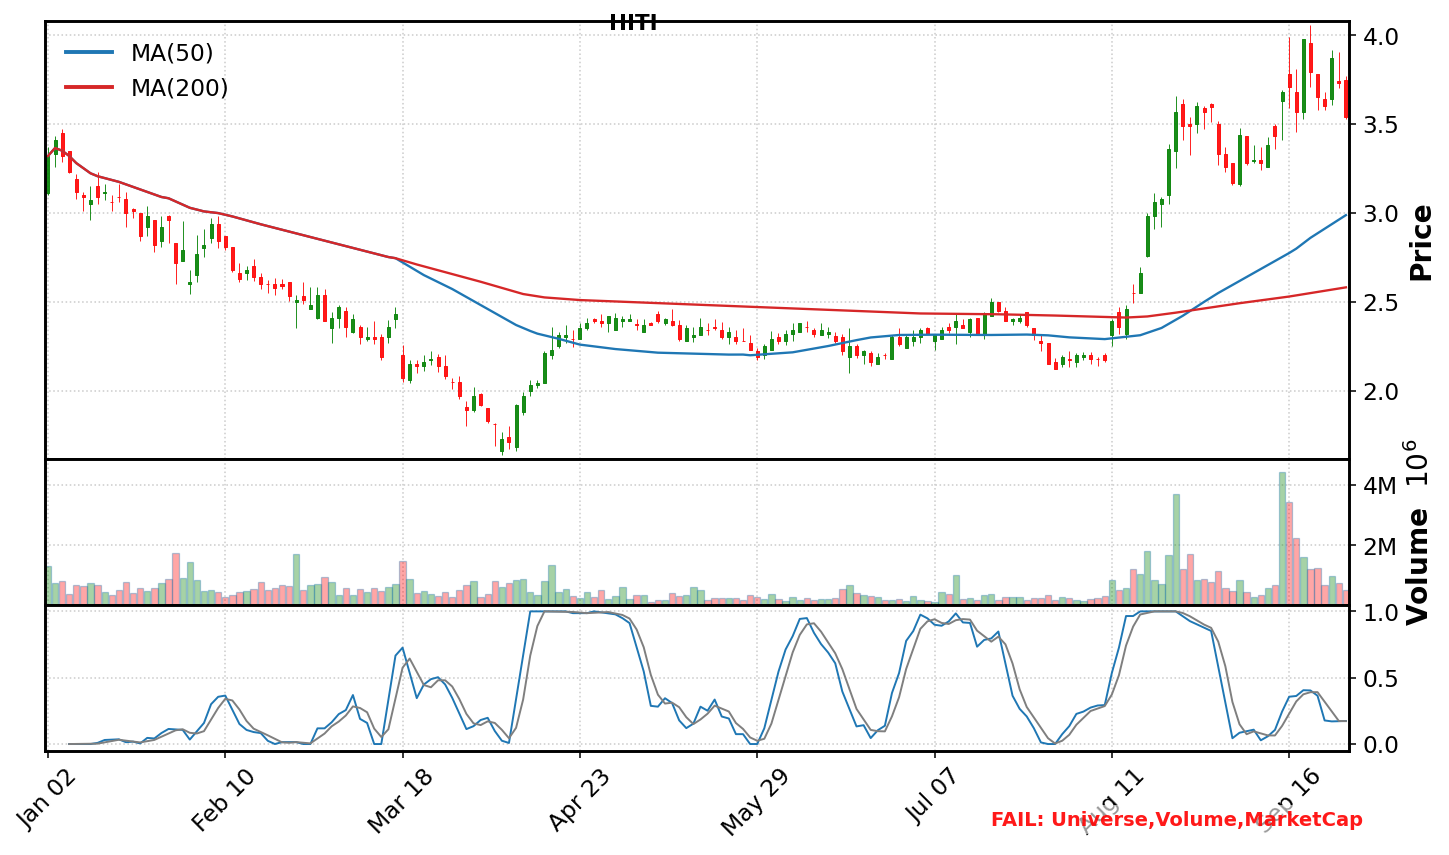 HITI
MA(50)
MA(200)
4.0
3.5
3.0
2.5
2.0
Price
4M
2M
Volume 10^6
1.0
0.5
0.0
Jan 02
Feb 10
Mar 18
Apr 23
May 29
Jul 07
Aug 11
Sep 16
FAIL: Universe,Volume,MarketCap